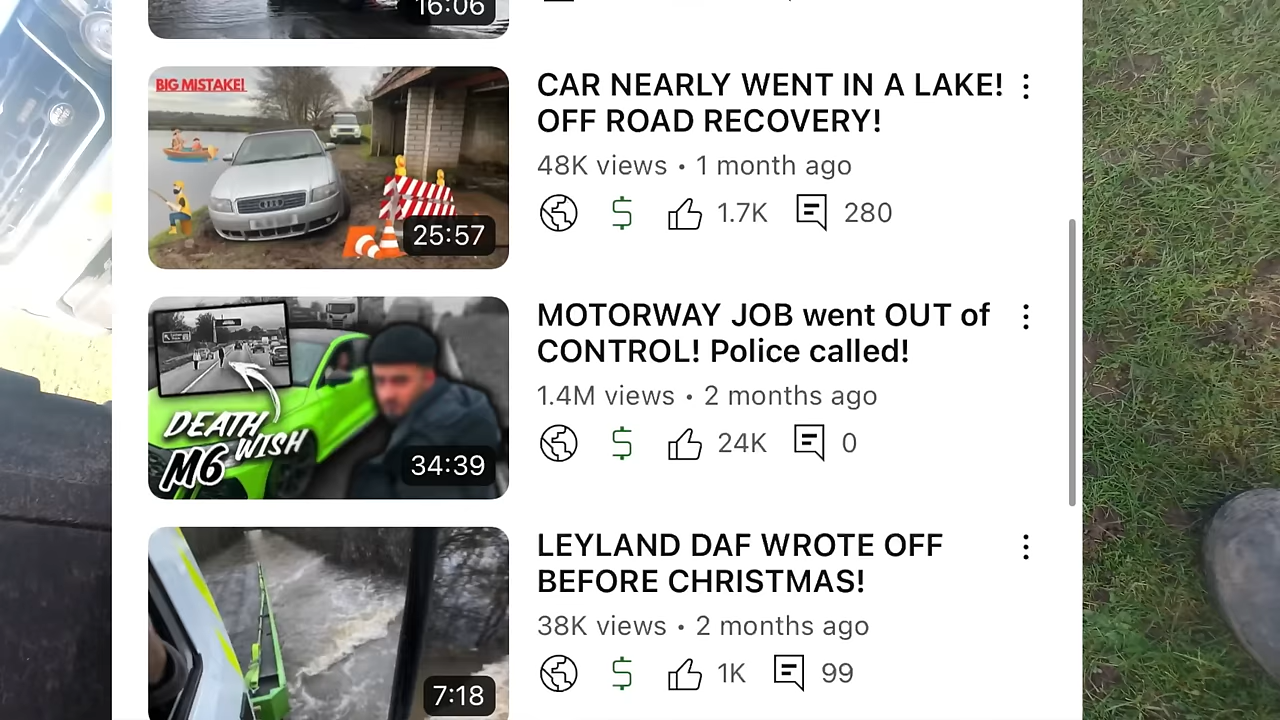 16:06
BIG MISTAKE!
25:57
CAR NEARLY WENT IN A LAKE!
OFF ROAD RECOVERY!
48K views • 1 month ago
1.7K 280
DEATH
WISH
M6
34:39
MOTORWAY JOB went OUT of
CONTROL! Police called!
1.4M views • 2 months ago
24K 0
7:18
LEYLAND DAF WROTE OFF
BEFORE CHRISTMAS!
38K views • 2 months ago
1K 99